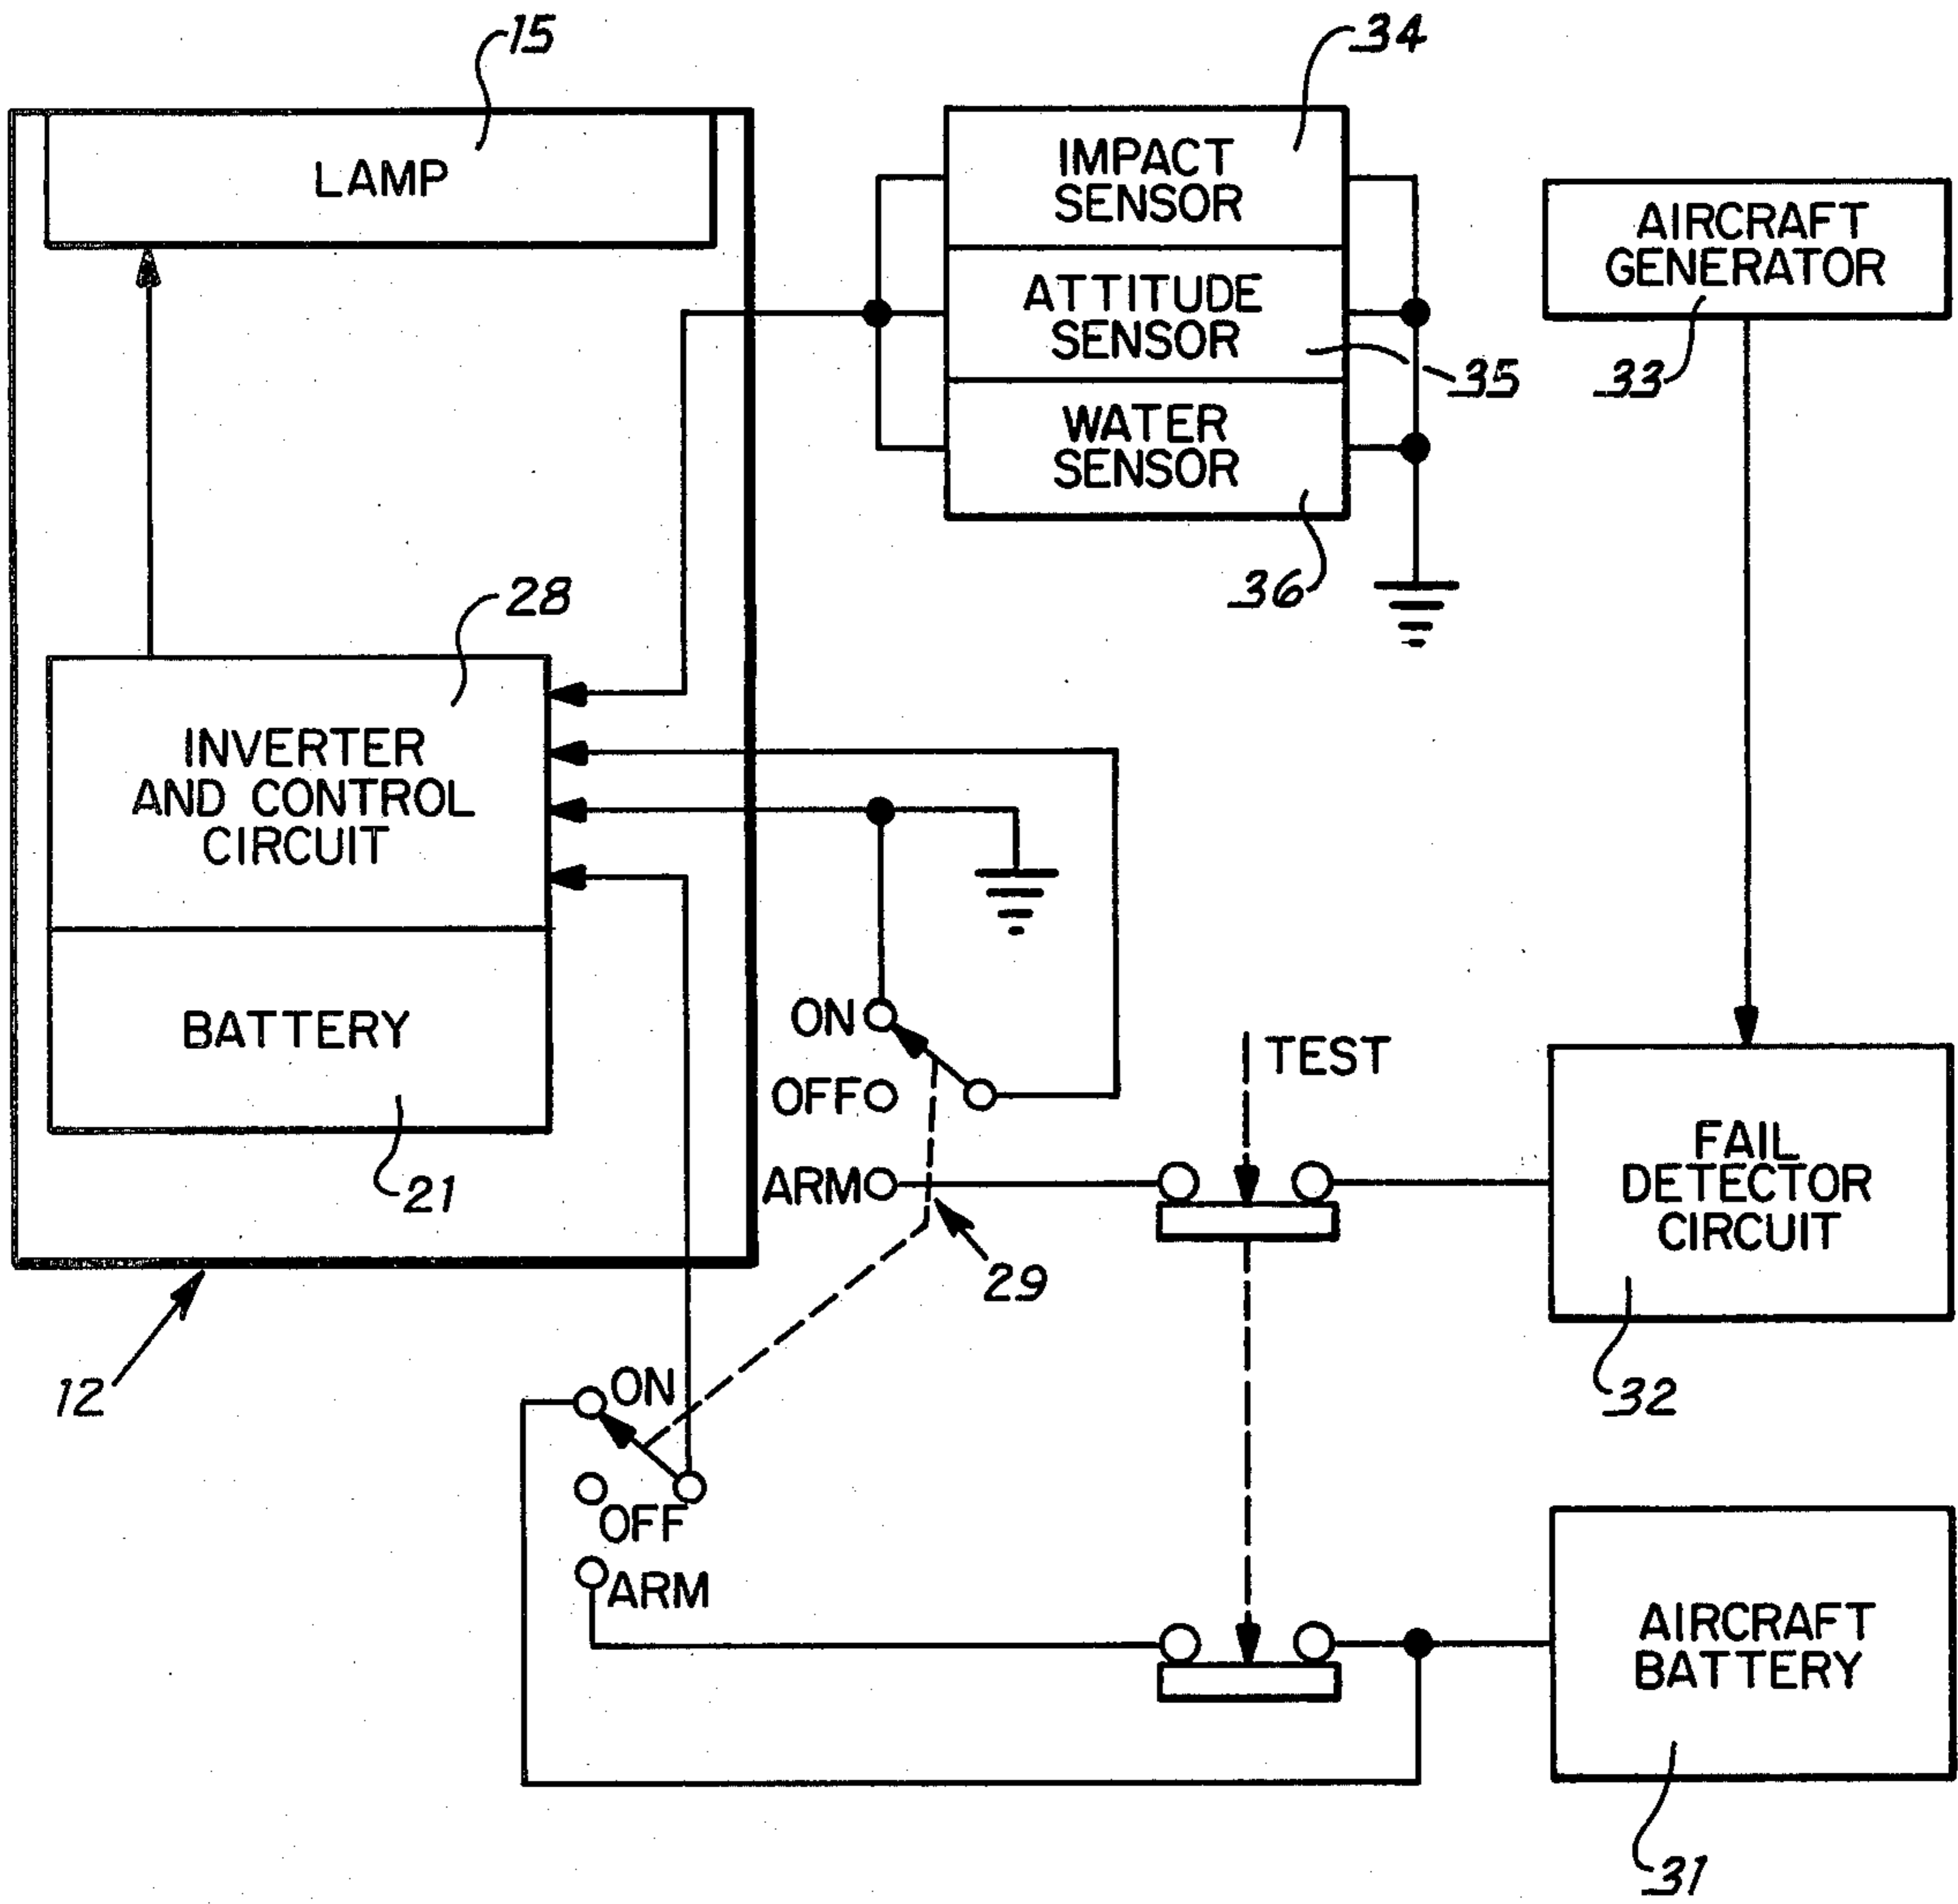 15
34
LAMP
IMPACT
SENSOR
AIRCRAFT
GENERATOR
33
ATTITUDE
SENSOR
35
WATER
SENSOR
36
28
INVERTER
AND CONTROL
CIRCUIT
BATTERY
21
ON
OFF
ARM
TEST
29
FAIL
DETECTOR
CIRCUIT
32
12
ON
OFF
ARM
AIRCRAFT
BATTERY
31